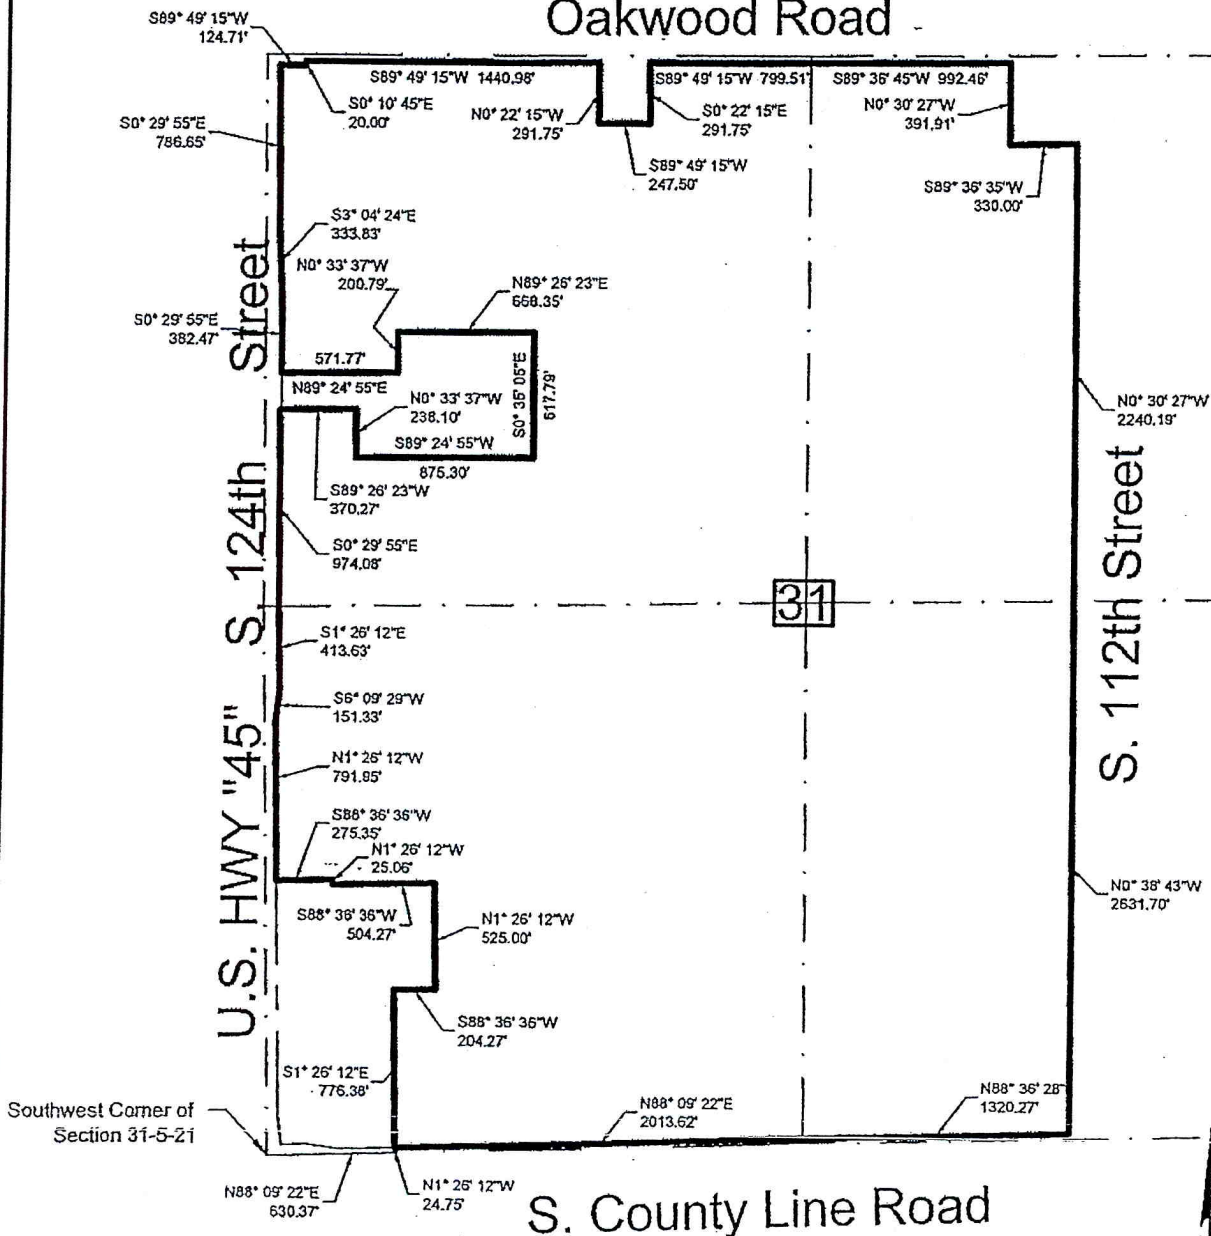 Oakwood Road
S89° 49' 15"W
124.71'
S89° 49' 15"W 1440.98'
S89° 49' 15"W 799.51'
S89° 36' 45"W 992.46'
S0° 10' 45"E
20.00'
N0° 22' 15"W
291.75'
S0° 22' 15"E
291.75'
N0° 30' 27"W
391.91'
S0° 29' 55"E
786.65'
S89° 49' 15"W
247.50'
S89° 36' 35"W
330.00'
S3° 04' 24"E
333.83'
N0° 33' 37"W
200.79'
N89° 26' 23"E
668.35'
S0° 29' 55"E
382.47'
571.77'
N89° 24' 55"E
S0° 35' 05"E
617.79'
N0° 33' 37"W
238.10'
S89° 24' 55"W
875.30'
N0° 30' 27"W
2240.19'
S89° 26' 23"W
370.27'
S0° 29' 55"E
974.08'
31
S1° 26' 12"E
413.63'
S6° 09' 29"W
151.33'
N1° 26' 12"W
791.95'
S88° 36' 36"W
275.35'
N1° 26' 12"W
25.06'
N0° 38' 43"W
2631.70'
S88° 36' 36"W
504.27'
N1° 26' 12"W
525.00'
S88° 36' 36"W
204.27'
S1° 26' 12"E
776.38'
U.S. HWY "45" S. 124th Street
S. 112th Street
Southwest Corner of
Section 31-5-21
N88° 09' 22"E
2013.62'
N88° 36' 28
1320.27'
N88° 09' 22"E
630.37'
N1° 26' 12"W
24.75'
S. County Line Road